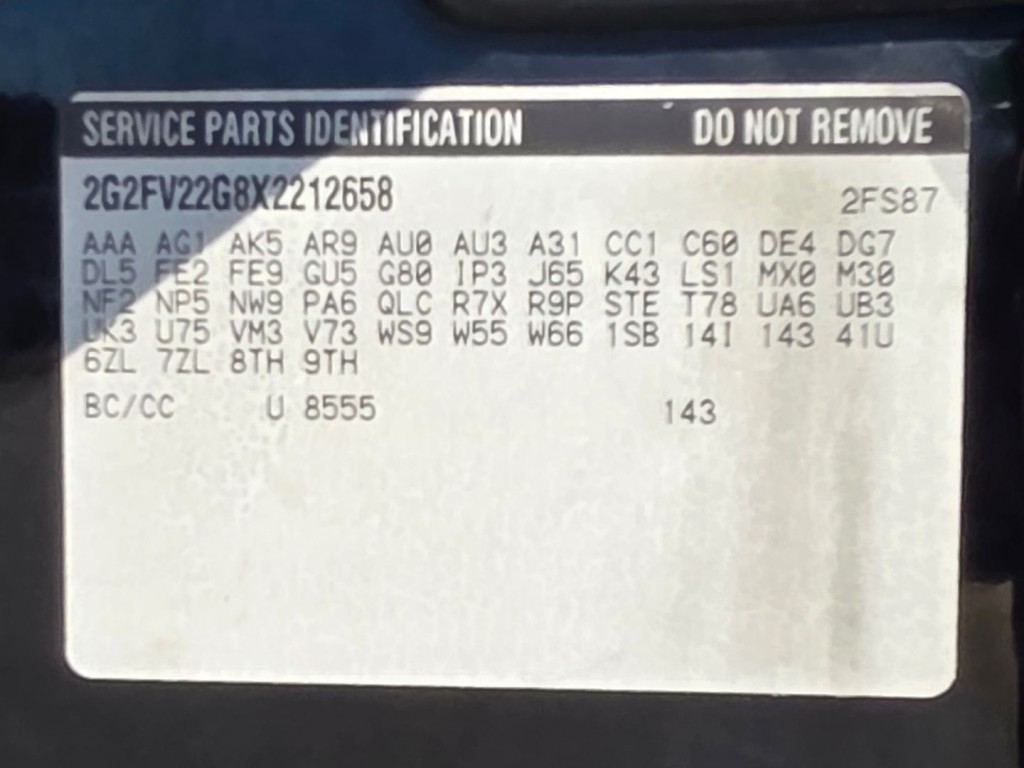 SERVICE PARTS IDENTIFICATION DO NOT REMOVE
2G2FV22G8X2212658 2FS87
AAA AG1 AK5 AR9 AU0 AU3 A31 CC1 C60 DE4 DG7
DL5 FE2 FE9 GU5 G80 IP3 J65 K43 LS1 MX0 M30
NF2 NP5 NW9 PA6 QLC R7X R9P STE T78 UA6 UB3
UK3 U75 VM3 V73 WS9 W55 W66 1SB 14I 143 41U
6ZL 7ZL 8TH 9TH
BC/CC U 8555 143